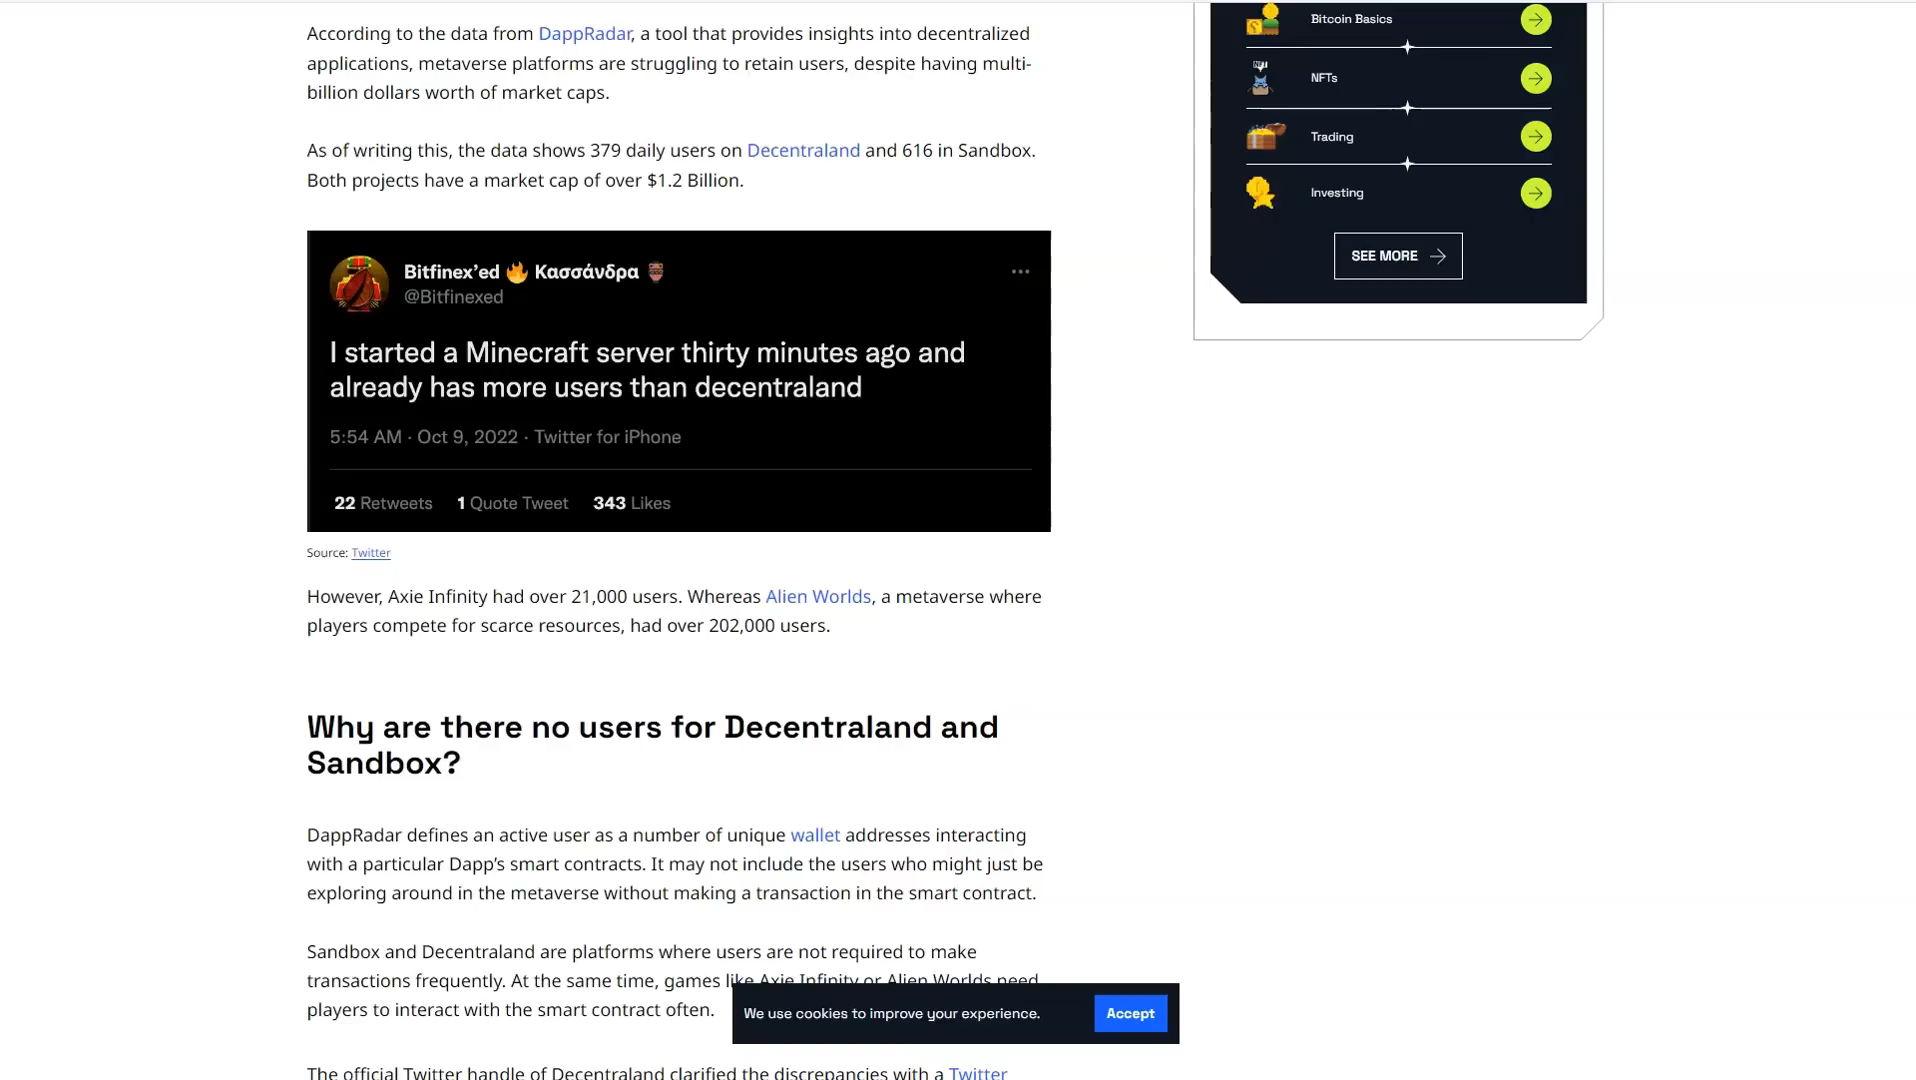 According to the data from DappRadar, a tool that provides insights into decentralized
applications, metaverse platforms are struggling to retain users, despite having multi-
billion dollars worth of market caps.
As of writing this, the data shows 379 daily users on Decentraland and 616 in Sandbox.
Both projects have a market cap of over $1.2 Billion.
Bitfinex’ed 🔥 Κασσάνδρα
@Bitfinexed
I started a Minecraft server thirty minutes ago and
already has more users than decentraland
5:54 AM · Oct 9, 2022 · Twitter for iPhone
22 Retweets 1 Quote Tweet 343 Likes
Source: Twitter
However, Axie Infinity had over 21,000 users. Whereas Alien Worlds, a metaverse where
players compete for scarce resources, had over 202,000 users.
Why are there no users for Decentraland and
Sandbox?
DappRadar defines an active user as a number of unique wallet addresses interacting
with a particular Dapp’s smart contracts. It may not include the users who might just be
exploring around in the metaverse without making a transaction in the smart contract.
Sandbox and Decentraland are platforms where users are not required to make
transactions frequently. At the same time, games like Axie Infinity or Alien Worlds need
players to interact with the smart contract often.
The official Twitter handle of Decentraland clarified the discrepancies with a Twitter
Bitcoin Basics
NFTs
Trading
Investing
SEE MORE
We use cookies to improve your experience.
Accept